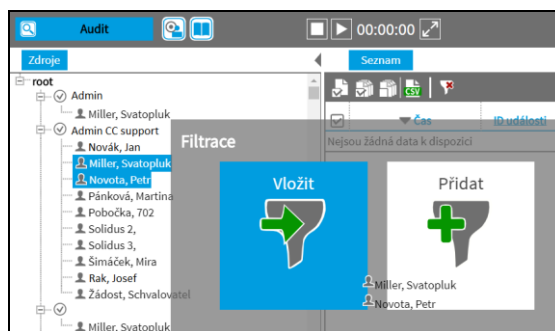 Audit
00:00:00
Zdroje
Seznam
root
Admin
Miller, Svatopluk
Admin CC support
Novák, Jan
Miller, Svatopluk
Novota, Petr
Pánková, Martina
Pobočka, 702
Solidus 2,
Solidus 3,
Šimáček, Mira
Rak, Josef
Žádost, Schvalovatel
Miller, Svatopluk
CSV
Čas
ID události
Nejsou žádná data k dispozici
Filtrace
Vložit
Přidat
Miller, Svatopluk
Novota, Petr